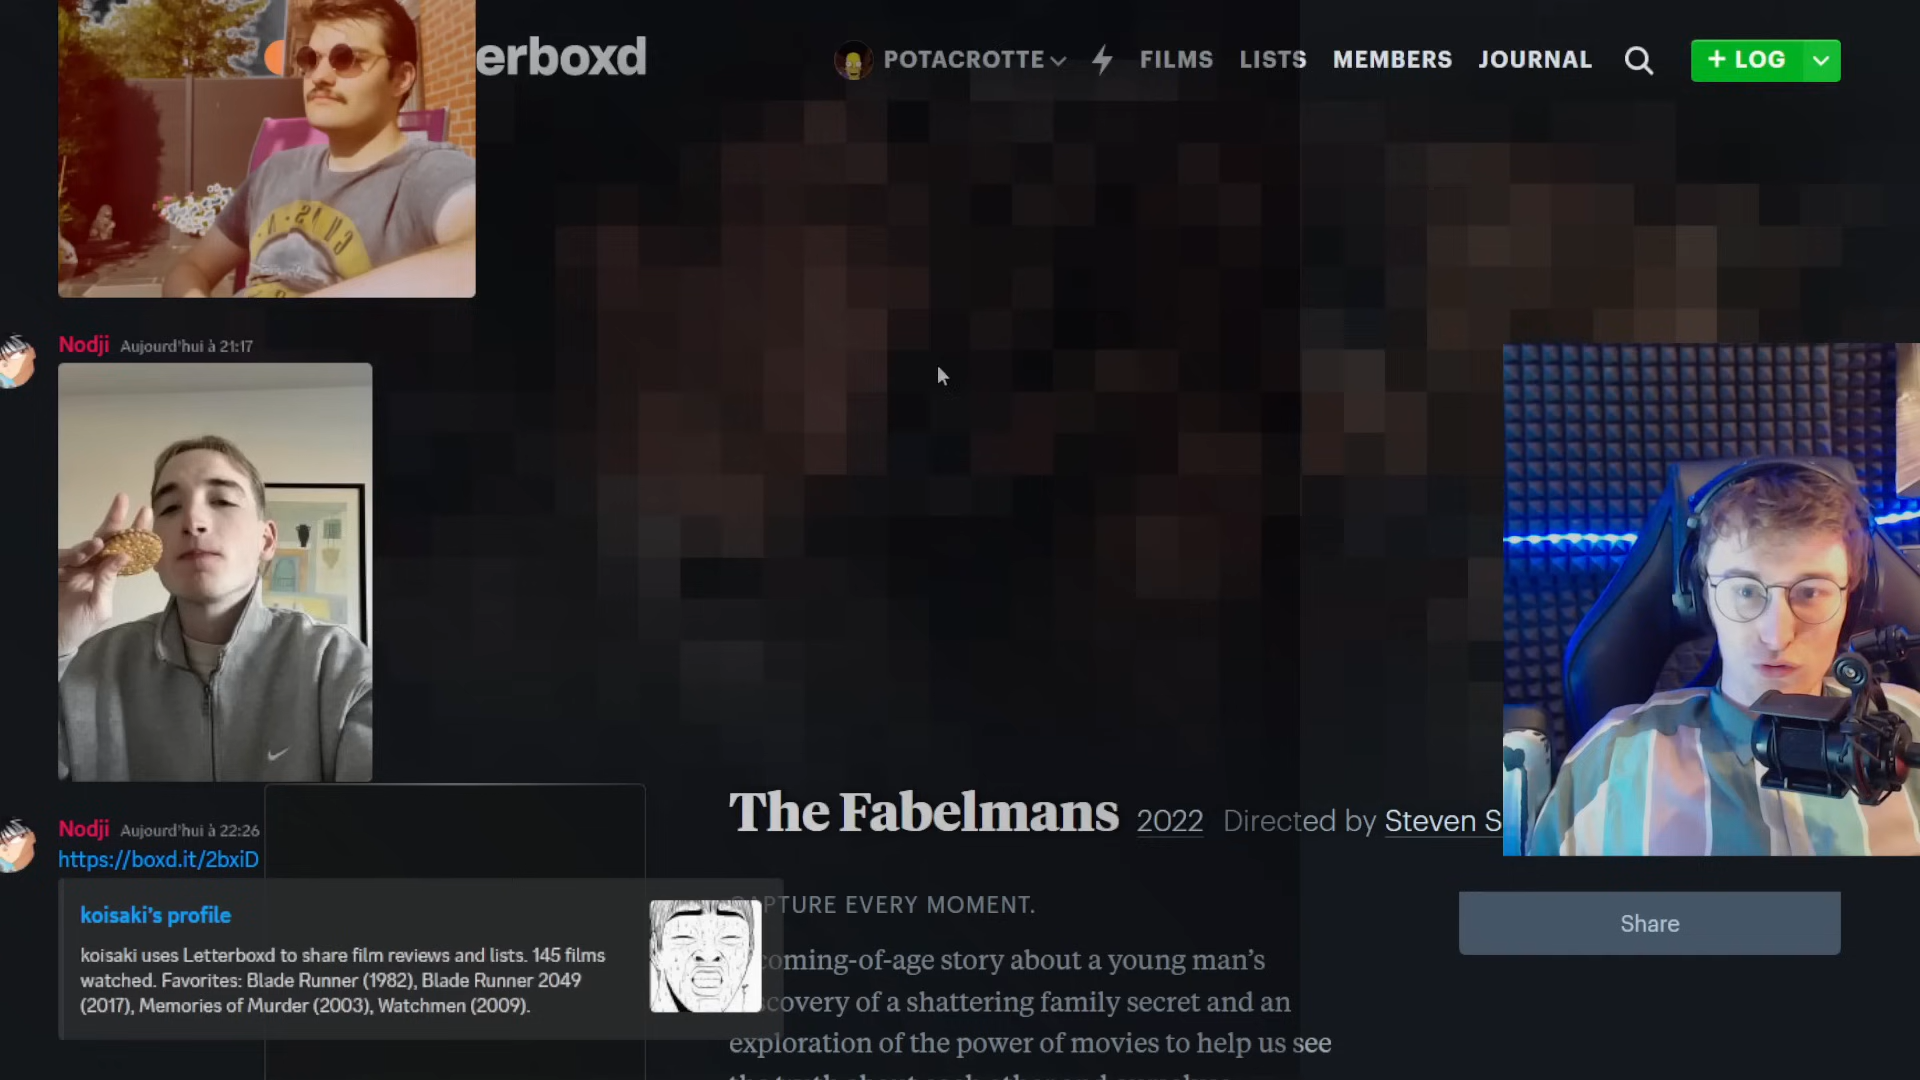 erboxd
POTACROTTE
FILMS
LISTS
MEMBERS
JOURNAL
+ LOG
Nodji Aujourd'hui à 21:17
Nodji Aujourd'hui à 22:26
https://boxd.it/2bxiD
koisaki's profile
koisaki uses Letterboxd to share film reviews and lists. 145 films
watched. Favorites: Blade Runner (1982), Blade Runner 2049
(2017), Memories of Murder (2003), Watchmen (2009).
The Fabelmans 2022 Directed by Steven S
PTURE EVERY MOMENT.
oming-of-age story about a young man's
scovery of a shattering family secret and an
exploration of the power of movies to help us see
Share